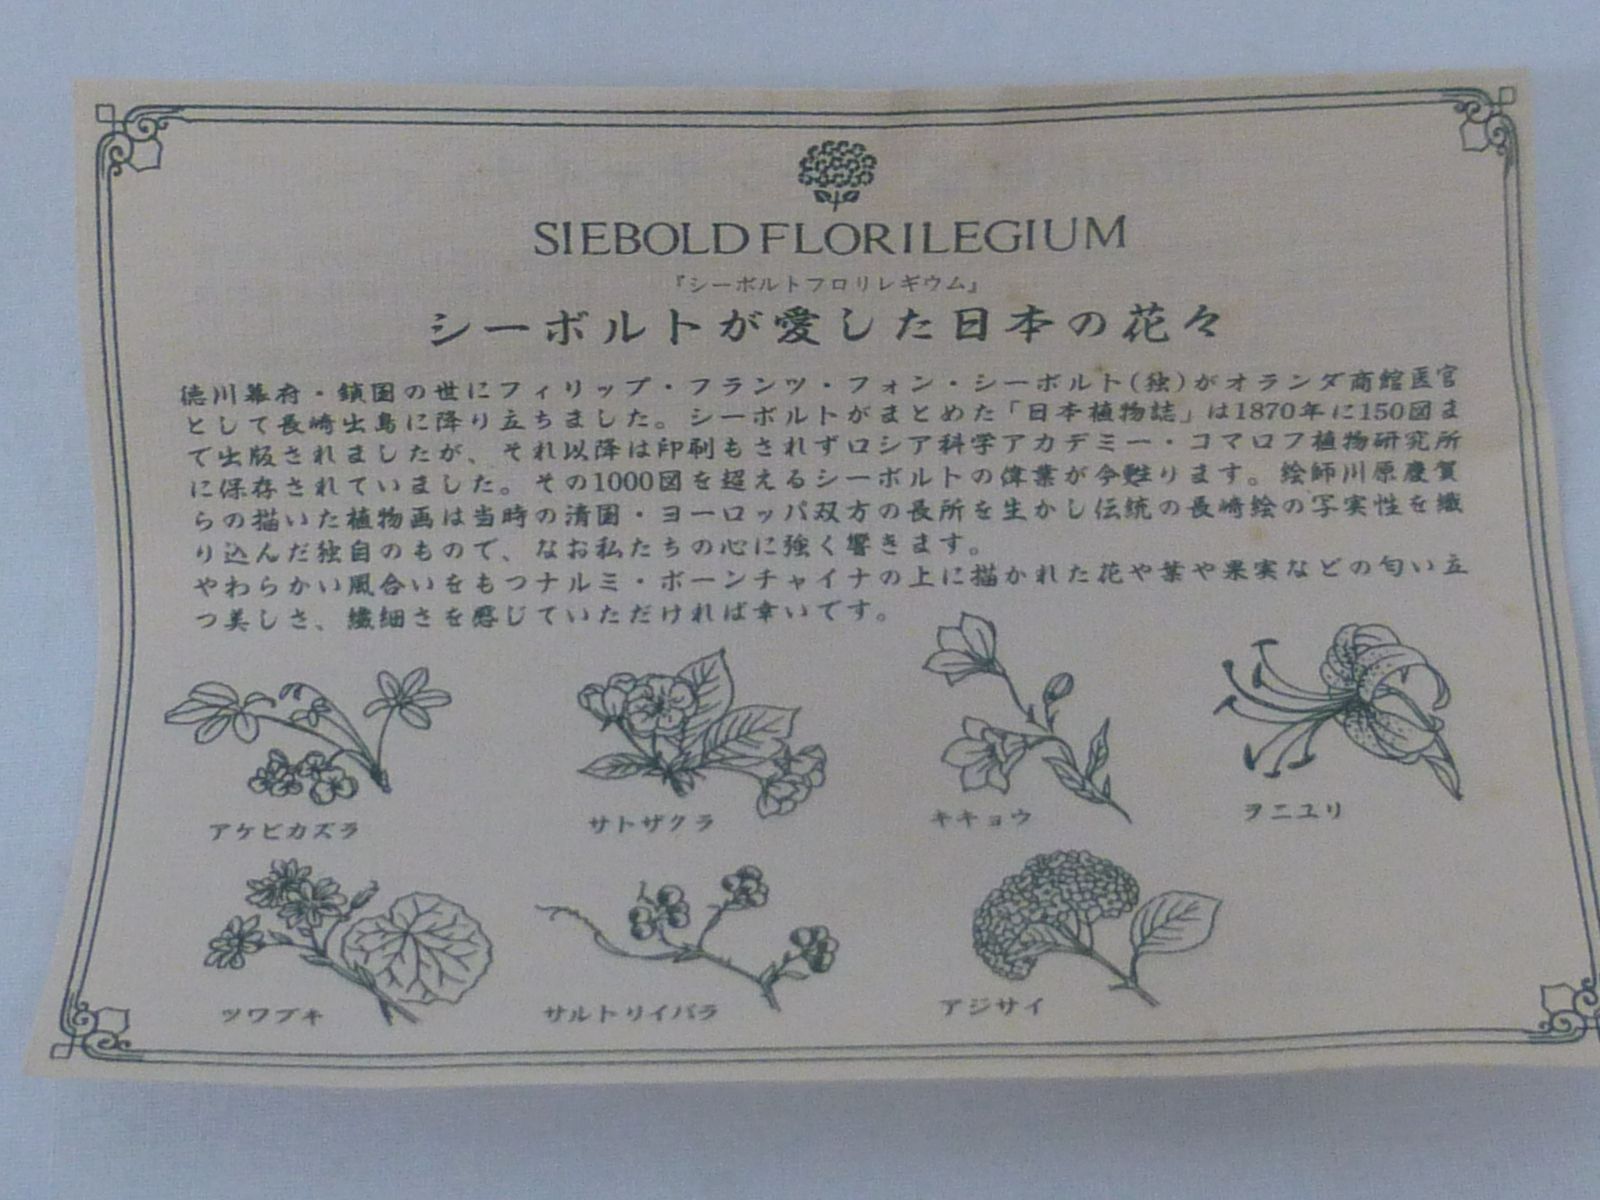 SIEBOLD FLORILEGIUM
『シーボルトフロリレギウム』
シーボルトが愛した日本の花々
徳川幕府・鎖国の世にフィリップ・フランツ・フォン・シーボルト(独)がオランダ商館医官
として長崎出島に降り立ちました。シーボルトがまとめた「日本植物誌」は1870年に150図ま
で出版されましたが、それ以降は印刷もされずロシア科学アカデミー・コマロフ植物研究所
に保存されていました。その1000図を超えるシーボルトの偉業が今甦ります。絵師川原慶賀
らの描いた植物画は当時の清国・ヨーロッパ双方の長所を生かし伝統の長崎絵の写実性を織
り込んだ独自のもので、なお私たちの心に強く響きます。
やわらかい風合いをもつナルミ・ボーンチャイナの上に描かれた花や葉や果実などの匂い立
つ美しさ、繊細さを感じていただければ幸いです。
アケビカズラ
サトザクラ
キキョウ
ヲニユリ
ツワブキ
サルトリイバラ
アジサイ